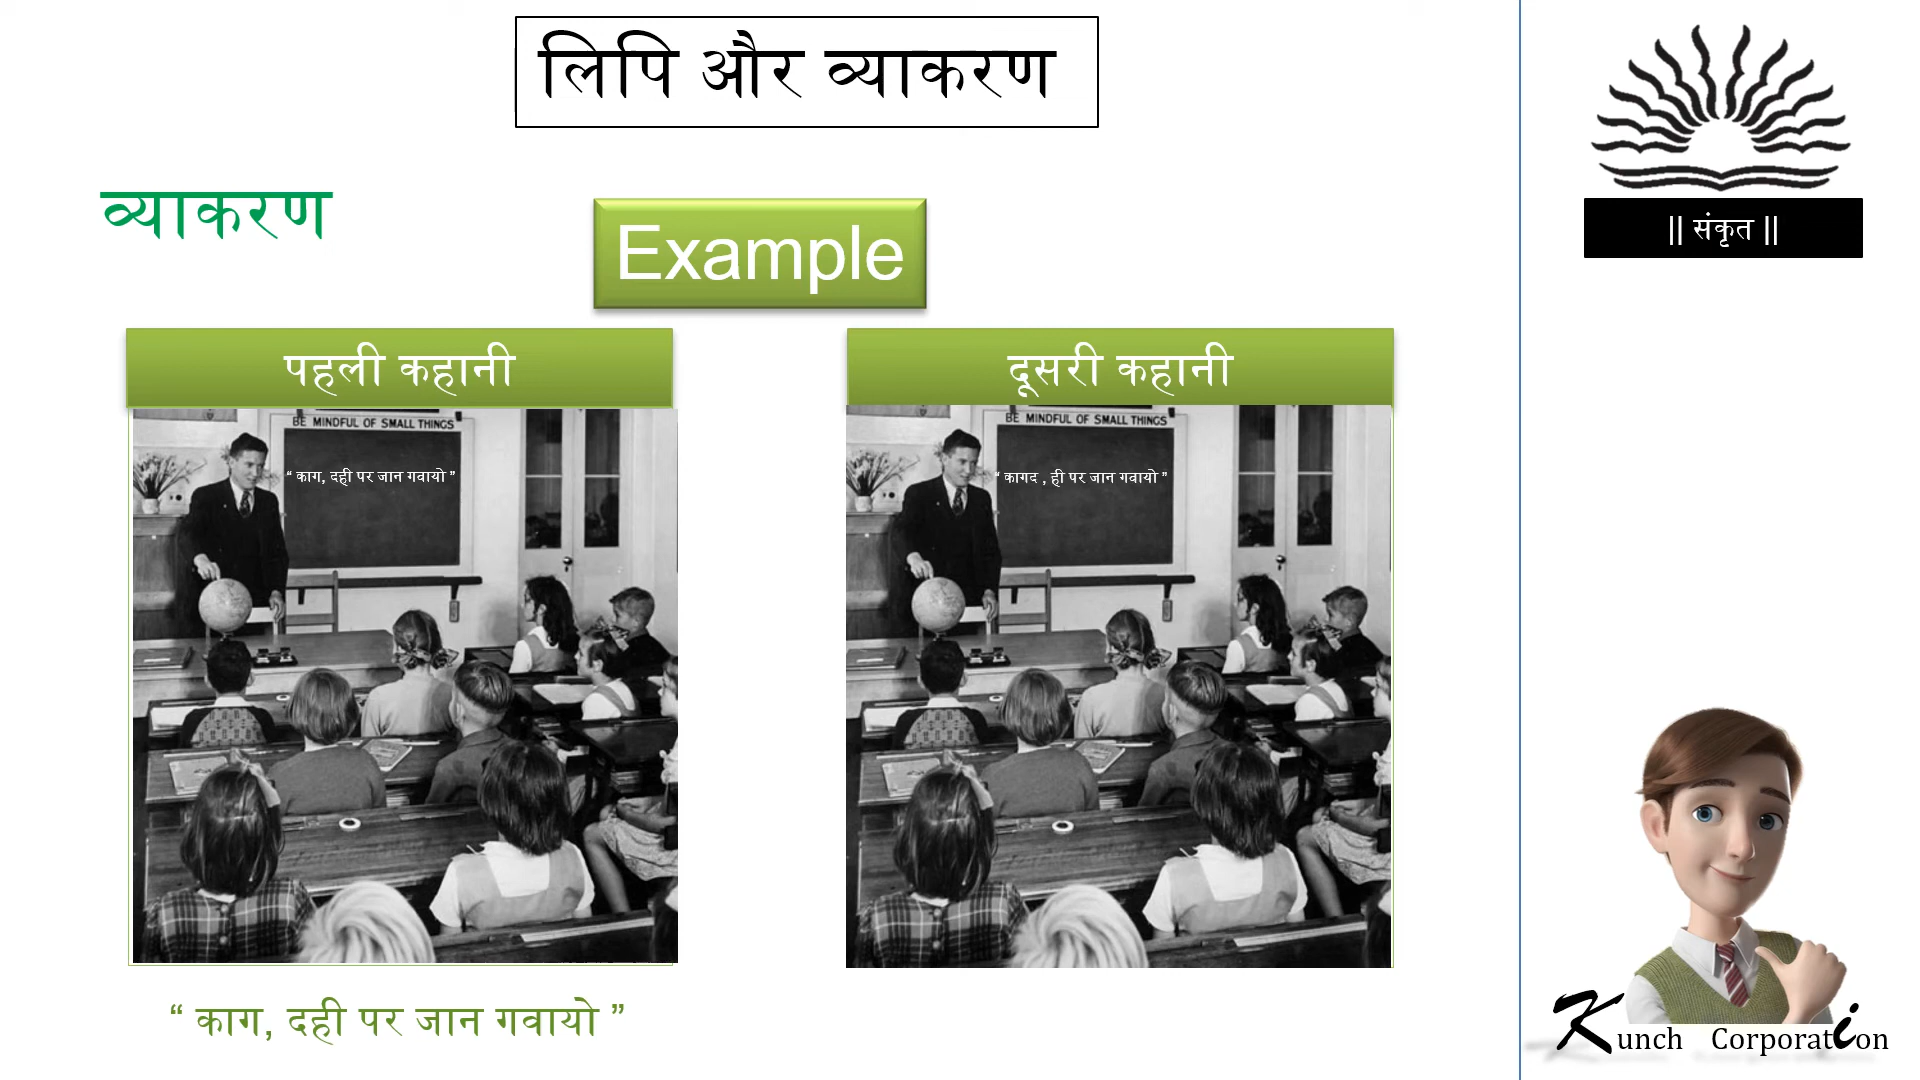 लिपि और व्याकरण
|| संकृत ||
व्याकरण
Example
पहली कहानी
दूसरी कहानी
BE MINDFUL OF SMALL THINGS
“ काग, दही पर जान गवायो ”
BE MINDFUL OF SMALL THINGS
“ कागद , ही पर जान गवायो ”
“ काग, दही पर जान गवायो ”
Kunch Corporation